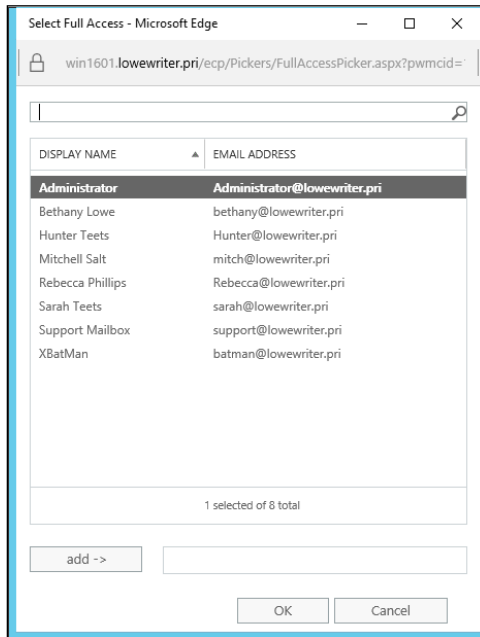 Select Full Access - Microsoft Edge
win1601.lowewriter.pri/ecp/Pickers/FullAccessPicker.aspx?pwmcid=
DISPLAY NAME EMAIL ADDRESS
Administrator Administrator@lowewriter.pri
Bethany Lowe bethany@lowewriter.pri
Hunter Teets Hunter@lowewriter.pri
Mitchell Salt mitch@lowewriter.pri
Rebecca Phillips Rebecca@lowewriter.pri
Sarah Teets sarah@lowewriter.pri
Support Mailbox support@lowewriter.pri
XBatMan batman@lowewriter.pri
1 selected of 8 total
add ->
OK Cancel